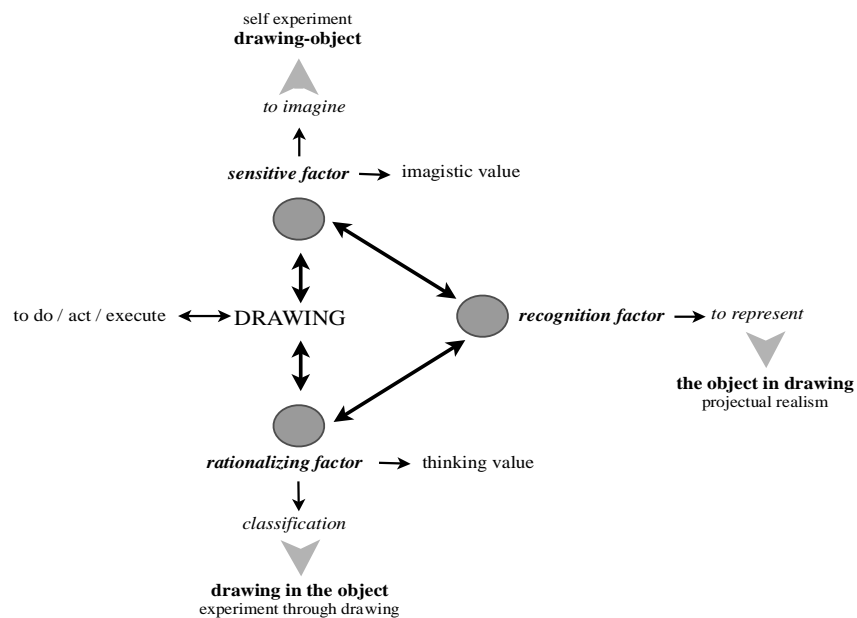 self experiment
drawing-object
to imagine
sensitive factor
imagistic value
to do / act / execute
DRAWING
recognition factor
to represent
the object in drawing
projectual realism
rationalizing factor
thinking value
classification
drawing in the object
experiment through drawing